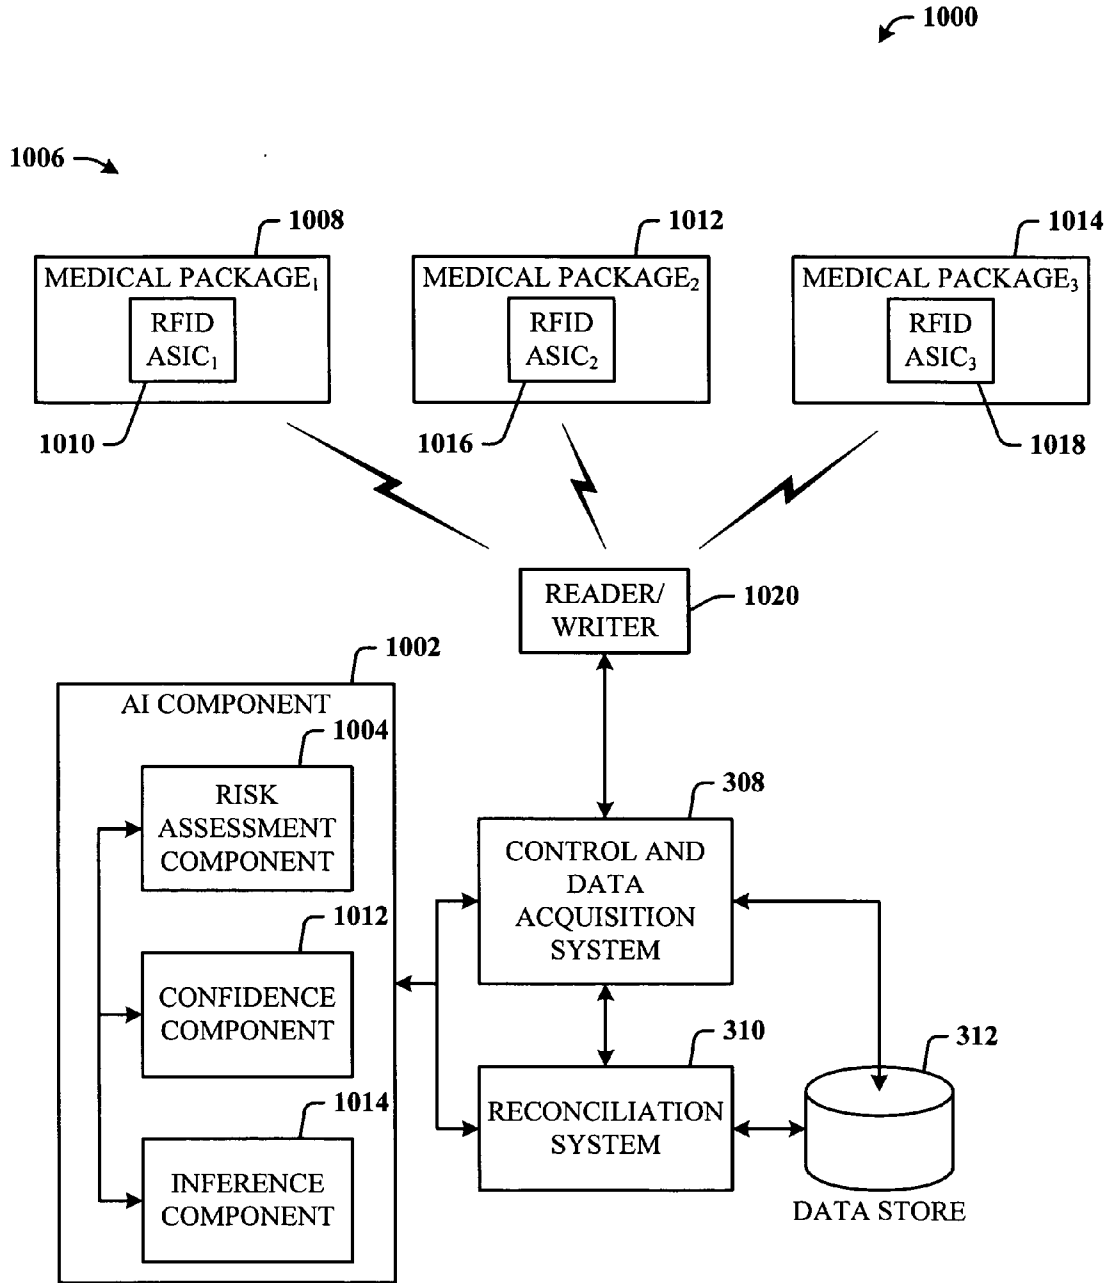 1000
1006
1008
1012
1014
MEDICAL PACKAGE1
MEDICAL PACKAGE2
MEDICAL PACKAGE3
RFID
ASIC1
RFID
ASIC2
RFID
ASIC3
1010
1016
1018
READER/
WRITER
1020
1002
AI COMPONENT
1004
RISK
ASSESSMENT
COMPONENT
308
CONTROL AND
DATA
ACQUISITION
SYSTEM
1012
CONFIDENCE
COMPONENT
310
RECONCILIATION
SYSTEM
312
DATA STORE
1014
INFERENCE
COMPONENT